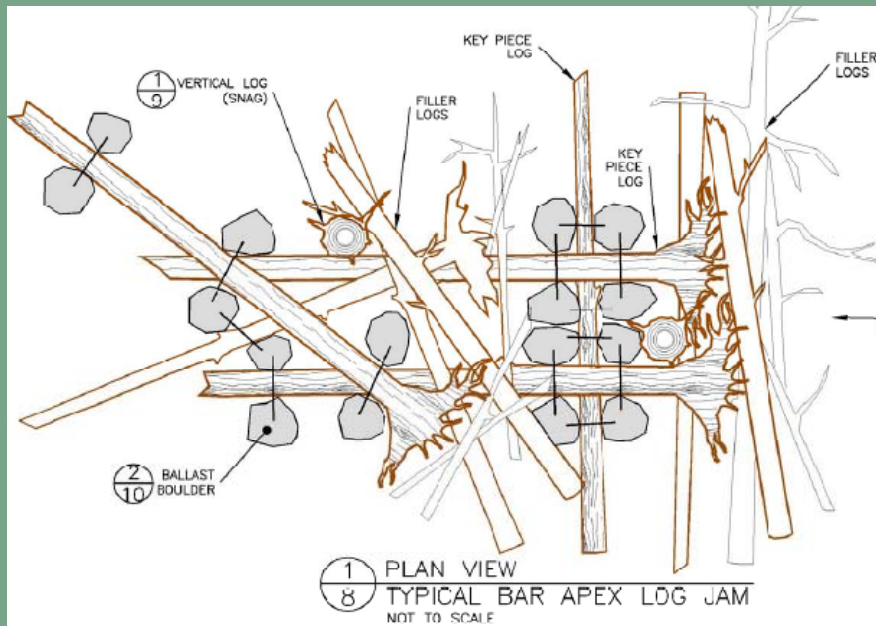 KEY PIECE
LOG
FILLER
LOGS
1
9
VERTICAL LOG
(SNAG)
FILLER
LOGS
KEY
PIECE
LOG
2
10
BALLAST
BOULDER
1
8
PLAN VIEW
TYPICAL BAR APEX LOG JAM
NOT TO SCALE